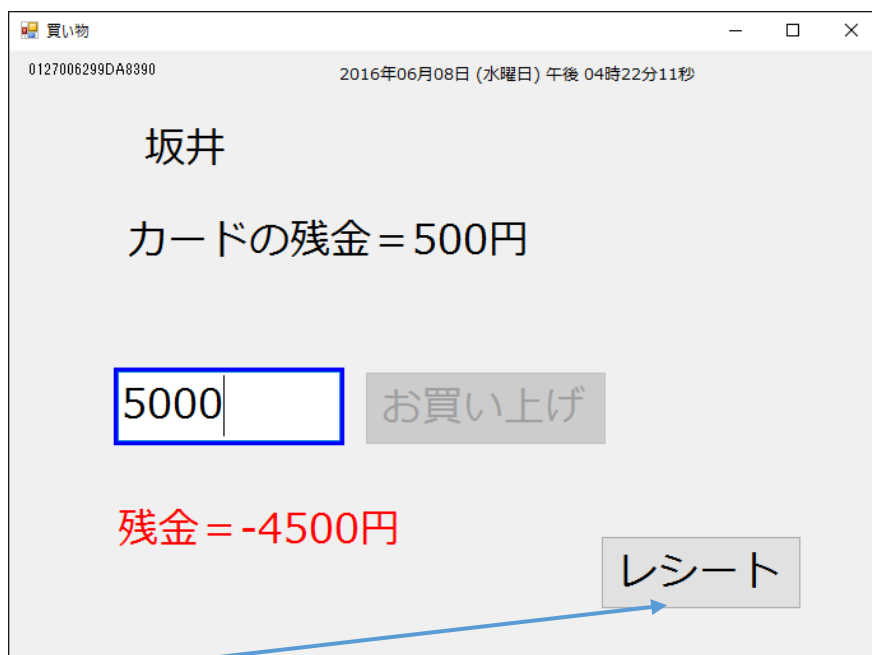 買い物
0127006299DA8390
2016年06月08日 (水曜日) 午後 04時22分11秒
坂井
カードの残金＝500円
5000
お買い上げ
残金＝-4500円
レシート